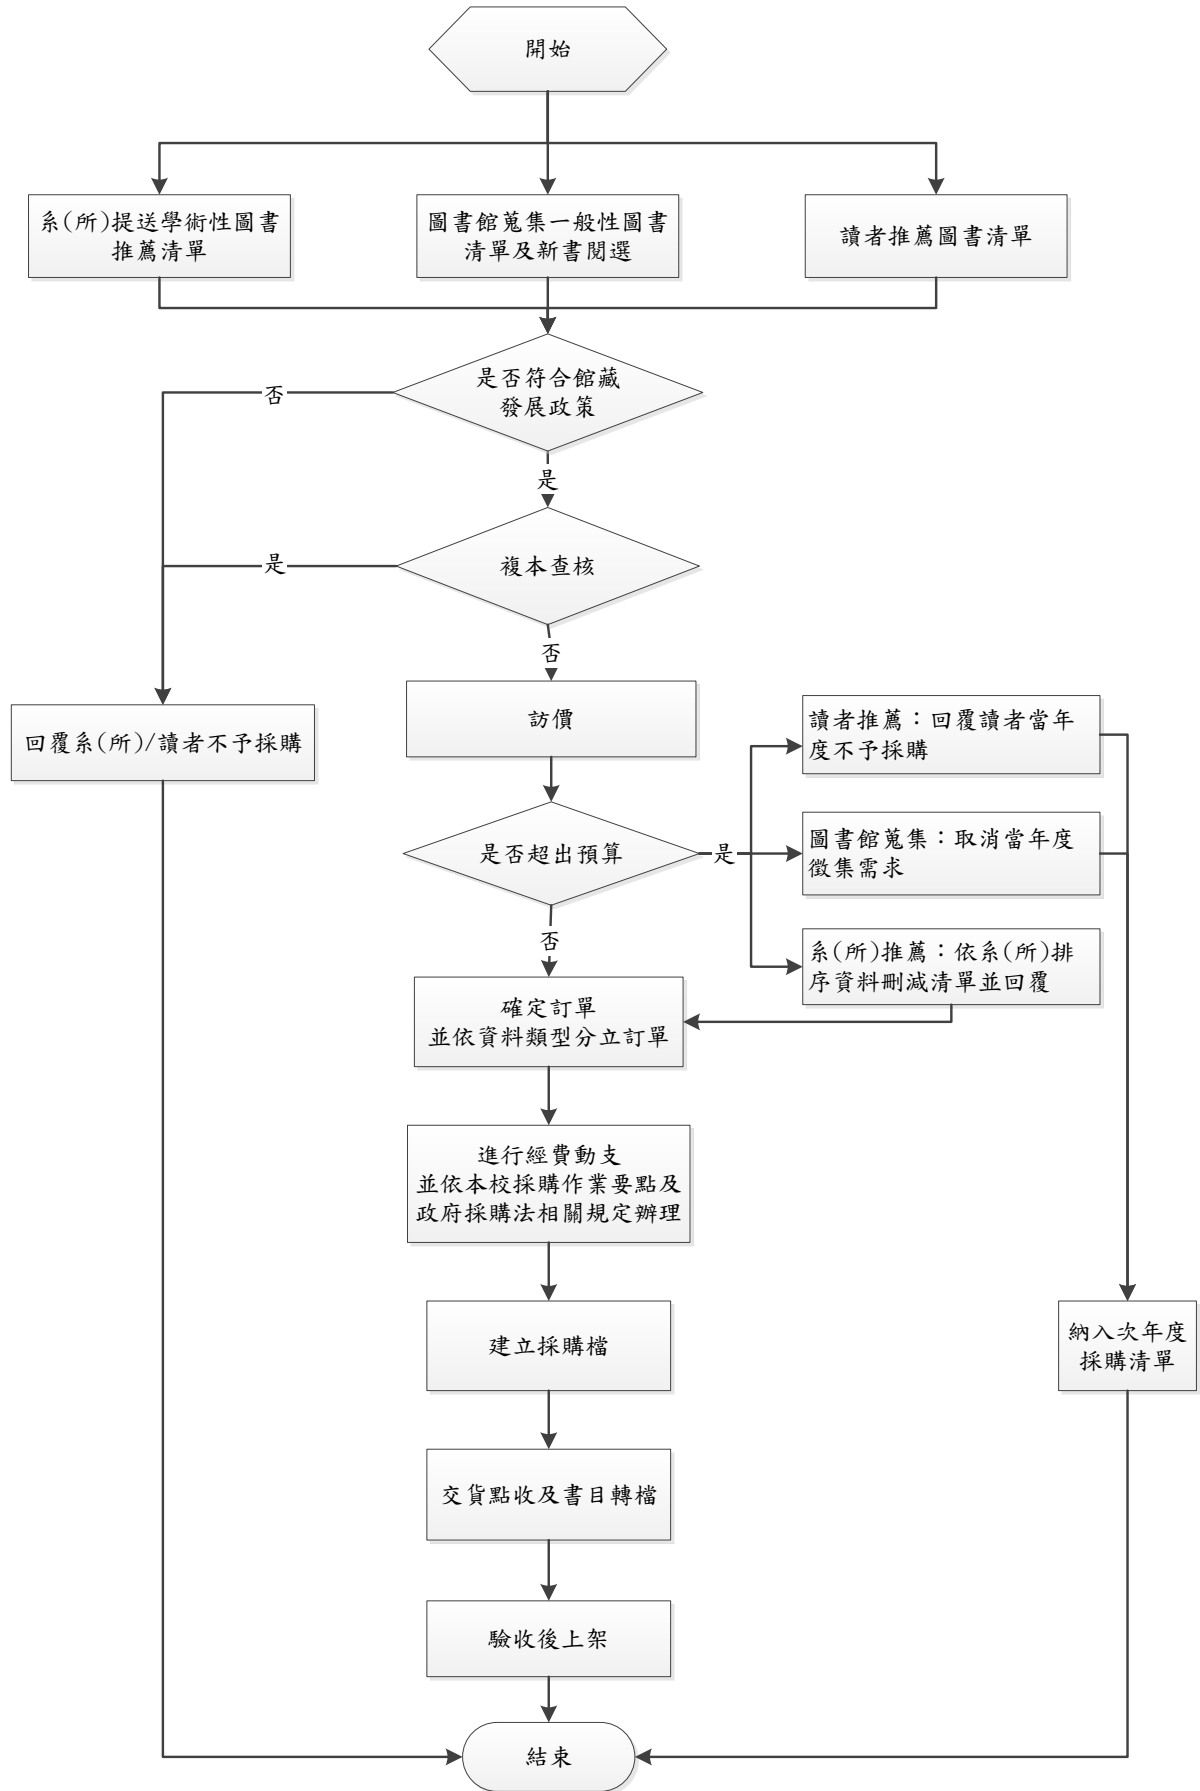 開始
系(所)提送學術性圖書
推薦清單
圖書館蒐集一般性圖書
清單及新書閱選
讀者推薦圖書清單
是否符合館藏
發展政策
否
是
複本查核
是
否
回覆系(所)/讀者不予採購
訪價
讀者推薦：回覆讀者當年
度不予採購
是否超出預算
是
圖書館蒐集：取消當年度
徵集需求
否
系(所)推薦：依系(所)排
序資料刪減清單並回覆
確定訂單
並依資料類型分立訂單
進行經費動支
並依本校採購作業要點及
政府採購法相關規定辦理
建立採購檔
納入次年度
採購清單
交貨點收及書目轉檔
驗收後上架
結束